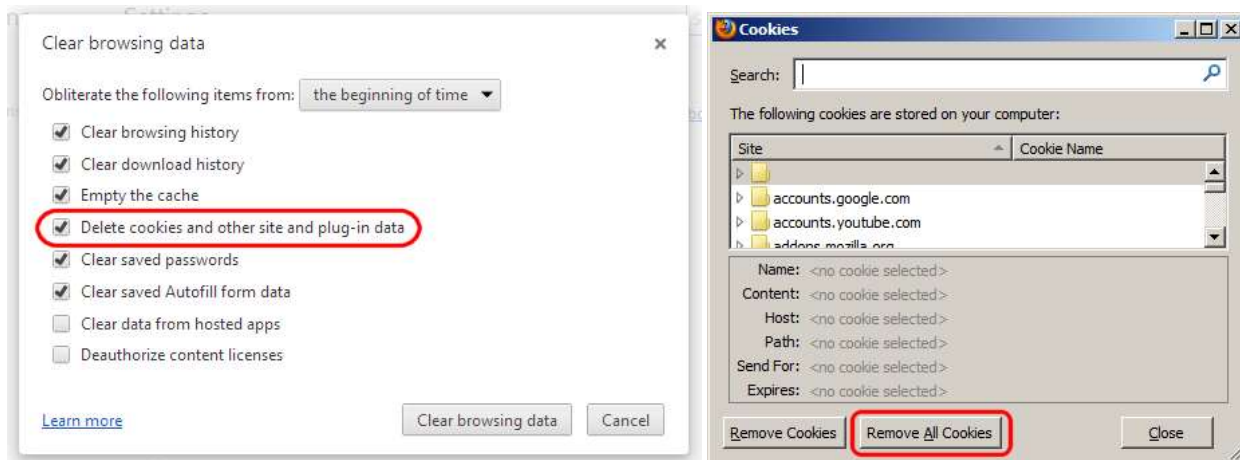 Settings
Clear browsing data
Obliterate the following items from: the beginning of time
Clear browsing history
Clear download history
Empty the cache
Delete cookies and other site and plug-in data
Clear saved passwords
Clear saved Autofill form data
Clear data from hosted apps
Deauthorize content licenses
Learn more
Clear browsing data
Cancel
Cookies
Search:
The following cookies are stored on your computer:
Site Cookie Name
accounts.google.com
accounts.youtube.com
addons.mozilla.org
Name: <no cookie selected>
Content: <no cookie selected>
Host: <no cookie selected>
Path: <no cookie selected>
Send For: <no cookie selected>
Expires: <no cookie selected>
Remove Cookies
Remove All Cookies
Close